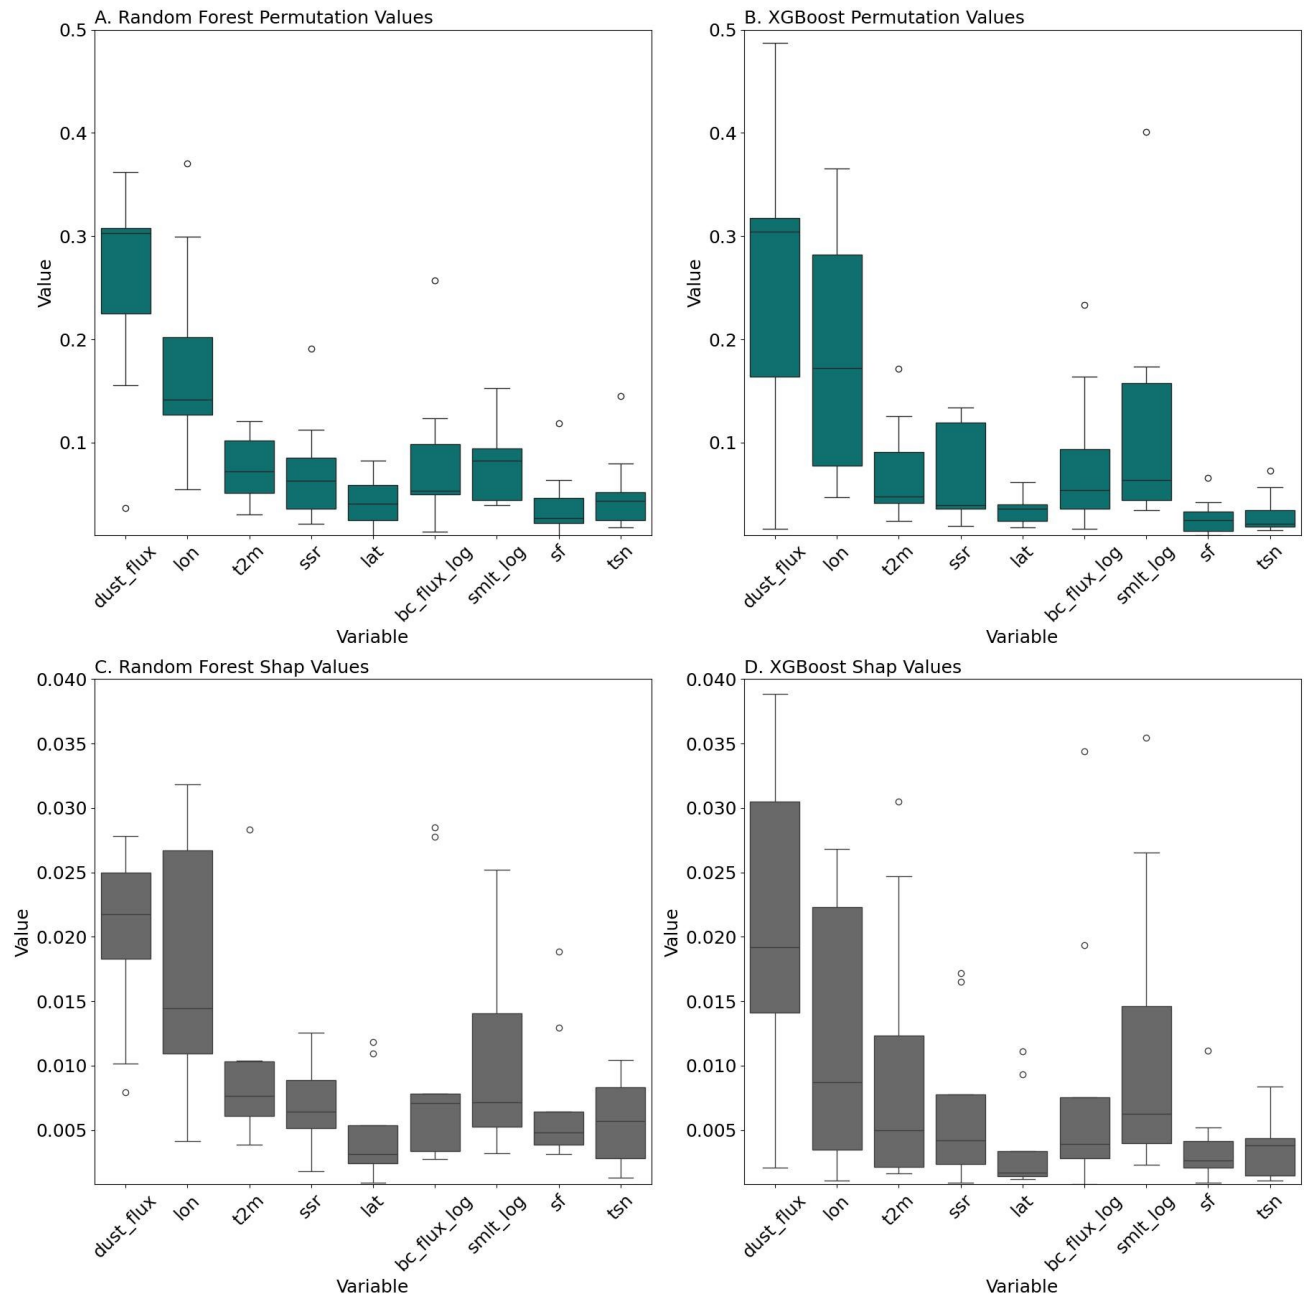 A. Random Forest Permutation Values
0.5
0.4
0.3
0.2
0.1
Value
dust_flux
lon
t2m
ssr
lat
bc_flux_log
smlt_log
sf
tsn
Variable
B. XGBoost Permutation Values
0.5
0.4
0.3
0.2
0.1
Value
dust_flux
lon
t2m
ssr
lat
bc_flux_log
smlt_log
sf
tsn
Variable
C. Random Forest Shap Values
0.040
0.035
0.030
0.025
0.020
0.015
0.010
0.005
Value
dust_flux
lon
t2m
ssr
lat
bc_flux_log
smlt_log
sf
tsn
Variable
D. XGBoost Shap Values
0.040
0.035
0.030
0.025
0.020
0.015
0.010
0.005
Value
dust_flux
lon
t2m
ssr
lat
bc_flux_log
smlt_log
sf
tsn
Variable